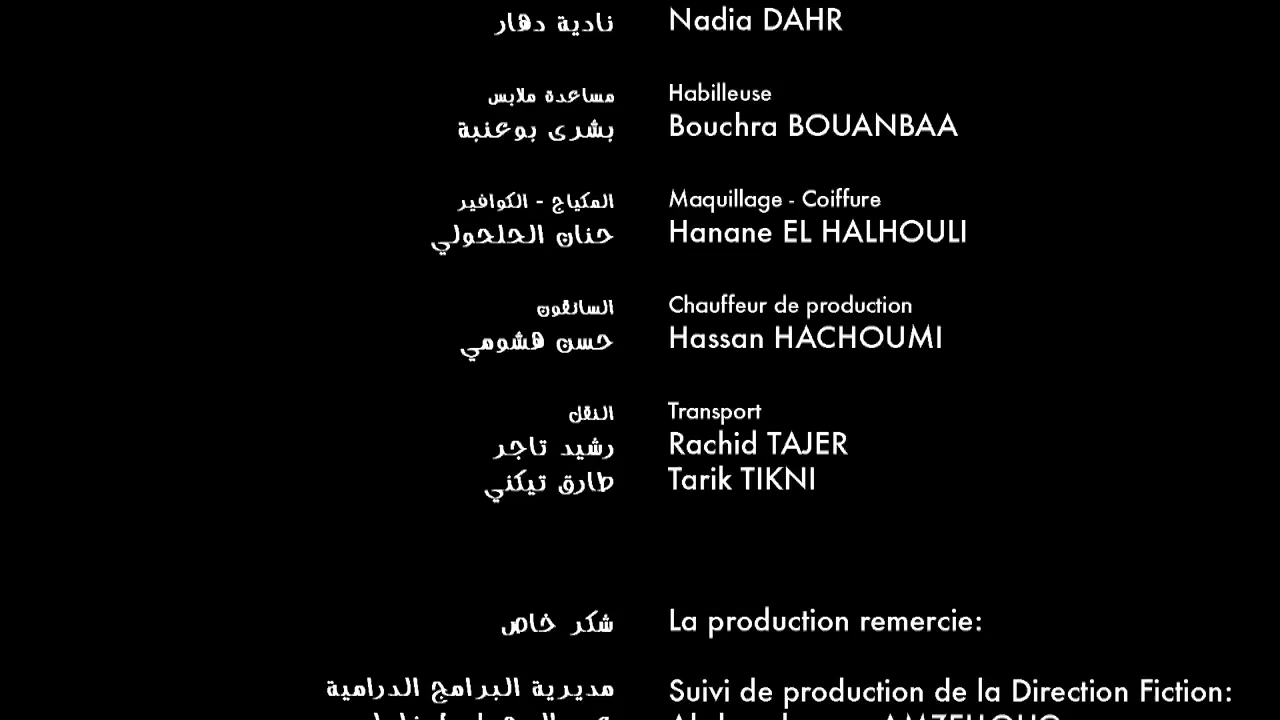 نادية دهار
Nadia DAHR
مساعدة ملابس
Habilleuse
بشرى بوعنبة
Bouchra BOUANBAA
المكياج - الكوافير
Maquillage - Coiffure
حنان الحلحولي
Hanane EL HALHOULI
السائقون
Chauffeur de production
حسن هشومي
Hassan HACHOUMI
النقل
Transport
رشيد تاجر
Rachid TAJER
طارق تيكني
Tarik TIKNI
شكر خاص
La production remercie:
مديرية البرامج الدرامية
Suivi de production de la Direction Fiction: